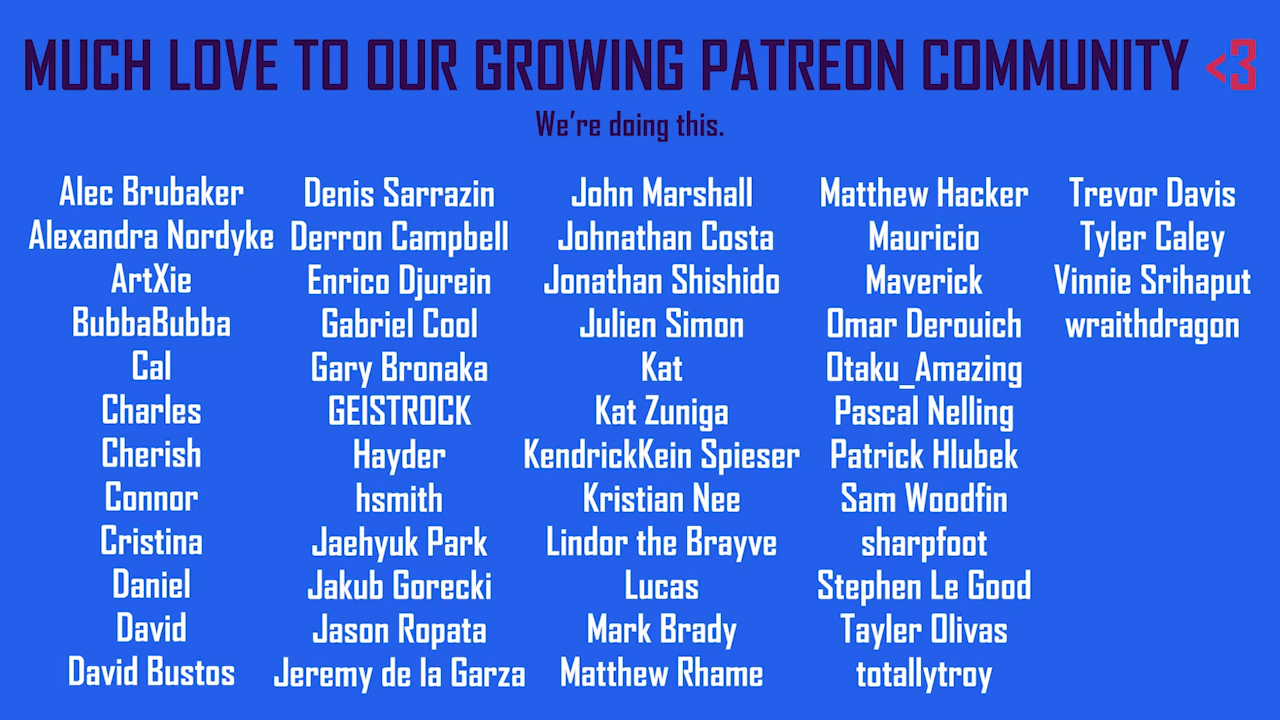 MUCH LOVE TO OUR GROWING PATREON COMMUNITY <3
We're doing this.
Alec Brubaker
Alexandra Nordyke
ArtXie
BubbaBubba
Cal
Charles
Cherish
Connor
Cristina
Daniel
David
David Bustos
Denis Sarrazin
Derron Campbell
Enrico Djurein
Gabriel Cool
Gary Bronaka
GEISTROCK
Hayder
hsmith
Jaehyuk Park
Jakub Gorecki
Jason Ropata
Jeremy de la Garza
John Marshall
Johnathan Costa
Jonathan Shishido
Julien Simon
Kat
Kat Zuniga
KendrickKein Spieser
Kristian Nee
Lindor the Brayve
Lucas
Mark Brady
Matthew Rhame
Matthew Hacker
Mauricio
Maverick
Omar Derouich
Otaku_Amazing
Pascal Nelling
Patrick Hlubek
Sam Woodfin
sharpfoot
Stephen Le Good
Tayler Olivas
totallytroy
Trevor Davis
Tyler Caley
Vinnie Srihaput
wraithdragon